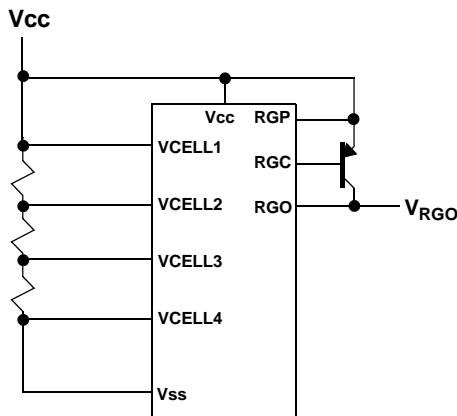 Vcc
Vcc
RGP
VCELL1
RGC
VCELL2
RGO
VRGO
VCELL3
VCELL4
Vss